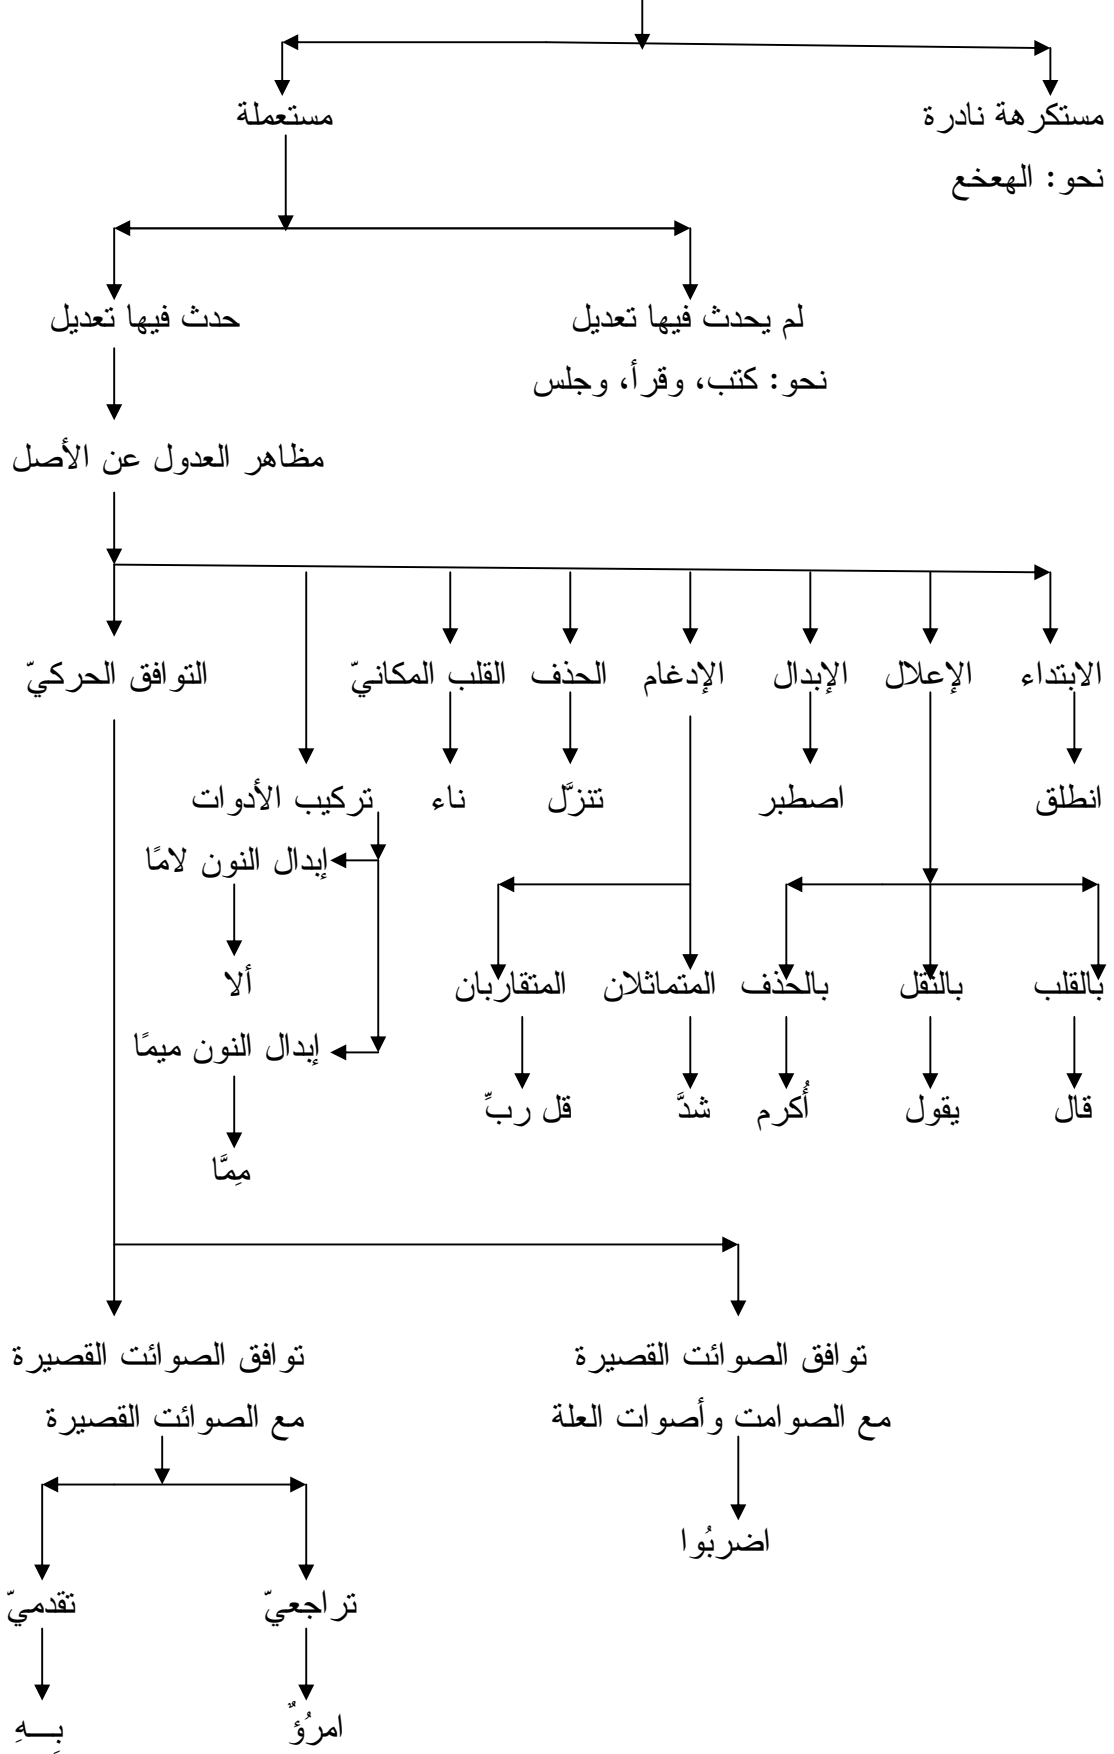 مستكرهة نادرة
مستعملة
نحو: الهعخع
لم يحدث فيها تعديل
حدث فيها تعديل
نحو: كتب، وقرأ، وجلس
مظاهر العدول عن الأصل
الابتداء
الإعلال
الإبدال
الإدغام
الحذف
القلب المكانيّ
التوافق الحركيّ
انطلق
اصطبر
تنزَّل
ناء
تركيب الأدوات
إبدال النون لامًا
بالقلب
بالنقل
بالحذف
المتماثلان
المتقاربان
ألا
إبدال النون ميمًا
قال
يقول
أُكرم
شدَّ
قل ربِّ
مِمَّا
توافق الصوائت القصيرة
توافق الصوائت القصيرة
مع الصوامت وأصوات العلة
مع الصوائت القصيرة
اضربُوا
تراجعيّ
تقدميّ
امرُؤٌ
بِـــهِ